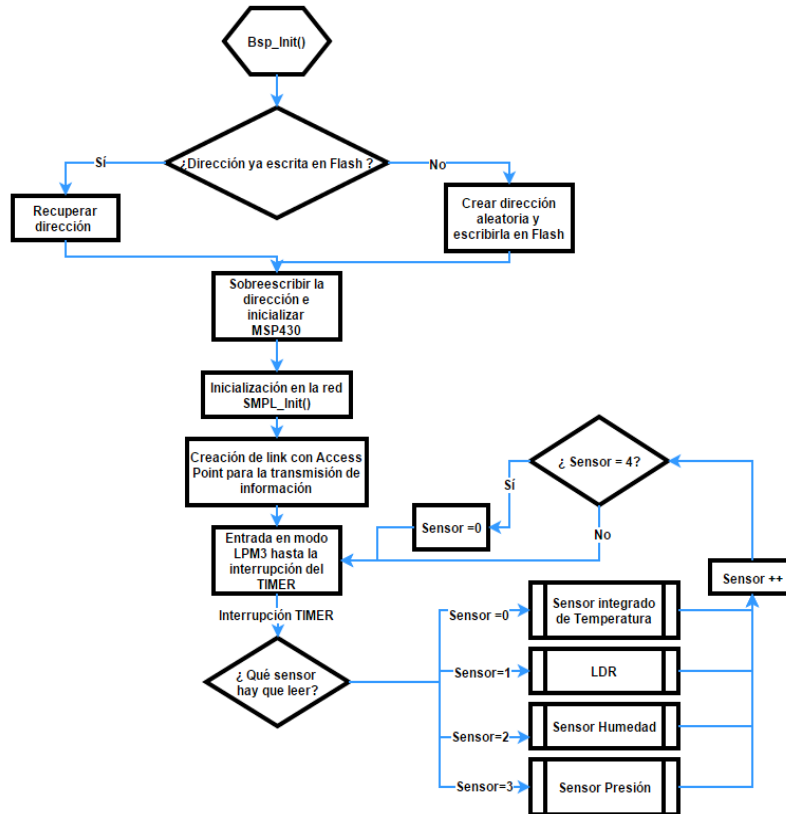 Bsp_Init()
¿Dirección ya escrita en Flash ?
Sí
No
Recuperar
dirección
Crear dirección
aleatoria y
escribirla en Flash
Sobreescribir la
dirección e
inicializar
MSP430
Inicialización en la red
SMPL_Init()
Creación de link con Access
Point para la transmisión de
información
¿ Sensor = 4?
Sí
No
Sensor =0
Entrada en modo
LPM3 hasta la
interrupción del
TIMER
Sensor ++
Interrupción TIMER
¿ Qué sensor
hay que leer?
Sensor =0
Sensor integrado
de Temperatura
Sensor=1
LDR
Sensor=2
Sensor Humedad
Sensor=3
Sensor Presión